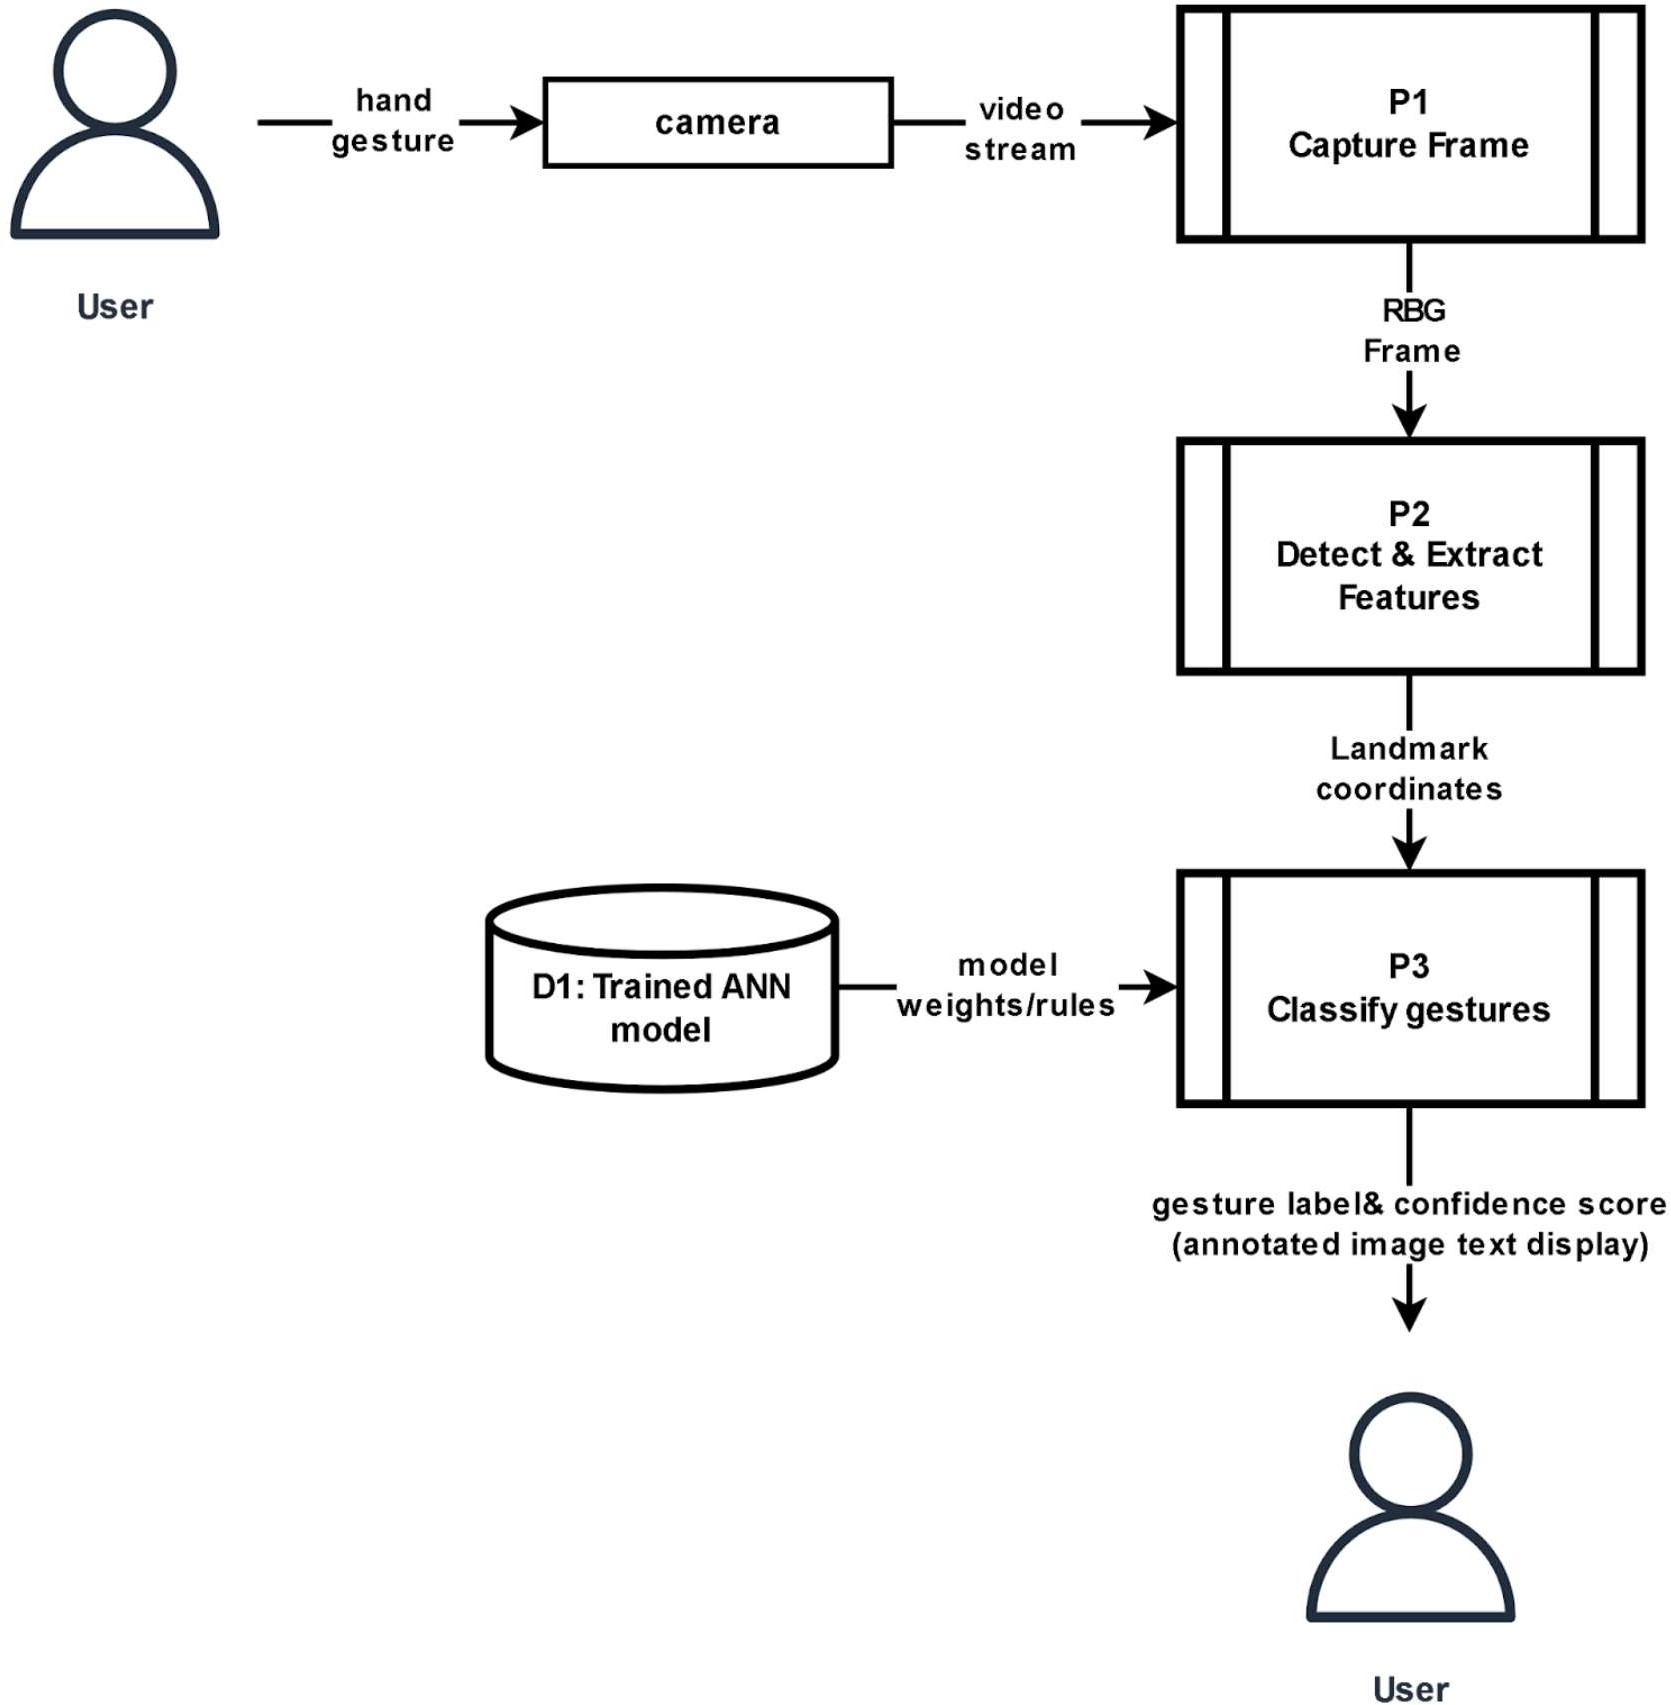 User
hand
gesture
camera
video
stream
P1
Capture Frame
RBG
Frame
P2
Detect & Extract
Features
Landmark
coordinates
D1: Trained ANN
model
model
weights/rules
P3
Classify gestures
gesture label& confidence score
(annotated image text display)
User